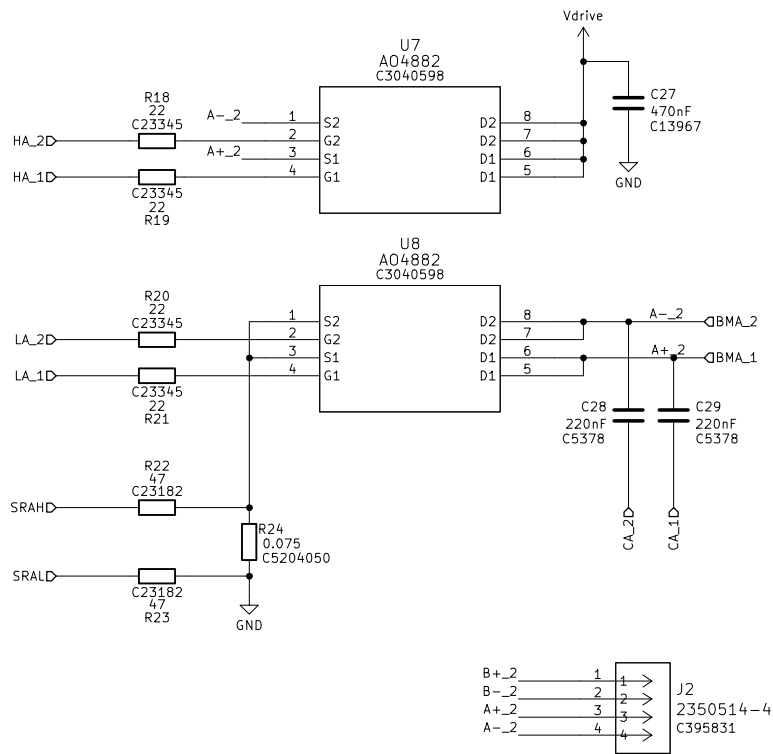 Vdrive
U7
AO4882
C3040598
C27
470nF
C13967
GND
R18
22
C23345
A-_2
1 S2
D2 8
HA_2
2 G2
D2 7
A+_2
3 S1
D1 6
HA_1
4 G1
D1 5
C23345
22
R19
U8
AO4882
C3040598
R20
22
C23345
1 S2
D2 8
A-_2
BMA_2
LA_2
2 G2
D2 7
3 S1
D1 6
A+_2
BMA_1
LA_1
4 G1
D1 5
C23345
22
R21
C28
220nF
C5378
C29
220nF
C5378
R22
47
C23182
SRAH
CA_2
CA_1
R24
0.075
C5204050
SRAL
C23182
47
R23
GND
B+_2 1 1
B-_2 2 2
A+_2 3 3
A-_2 4 4
J2
2350514-4
C395831